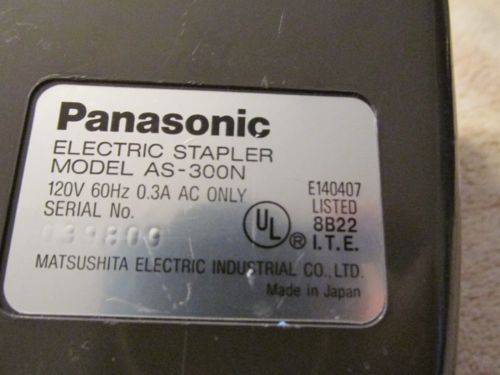 Panasonic
ELECTRIC STAPLER
MODEL AS-300N
120V 60Hz 0.3A AC ONLY
SERIAL No.
UL ®
E140407
LISTED
8B22
I.T.E.
MATSUSHITA ELECTRIC INDUSTRIAL CO., LTD.
Made in Japan